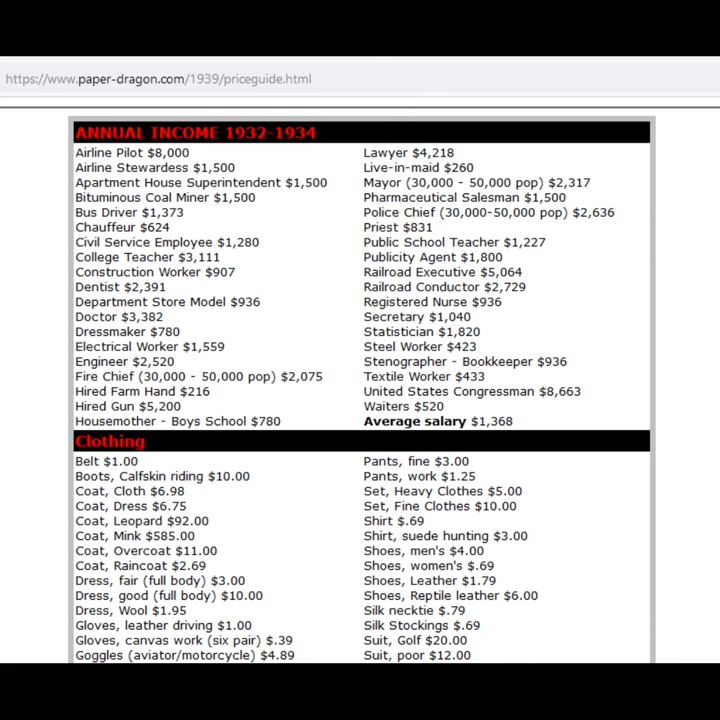 https://www.paper-dragon.com/1939/priceguide.html
ANNUAL INCOME 1932-1934
Airline Pilot $8,000
Airline Stewardess $1,500
Apartment House Superintendent $1,500
Bituminous Coal Miner $1,500
Bus Driver $1,373
Chauffeur $624
Civil Service Employee $1,280
College Teacher $3,111
Construction Worker $907
Dentist $2,391
Department Store Model $936
Doctor $3,382
Dressmaker $780
Electrical Worker $1,559
Engineer $2,520
Fire Chief (30,000 - 50,000 pop) $2,075
Hired Farm Hand $216
Hired Gun $5,200
Housemother - Boys School $780
Lawyer $4,218
Live-in-maid $260
Mayor (30,000 - 50,000 pop) $2,317
Pharmaceutical Salesman $1,500
Police Chief (30,000-50,000 pop) $2,636
Priest $831
Public School Teacher $1,227
Publicity Agent $1,800
Railroad Executive $5,064
Railroad Conductor $2,729
Registered Nurse $936
Secretary $1,040
Statistician $1,820
Steel Worker $423
Stenographer - Bookkeeper $936
Textile Worker $433
United States Congressman $8,663
Waiters $520
Average salary $1,368
Clothing
Belt $1.00
Boots, Calfskin riding $10.00
Coat, Cloth $6.98
Coat, Dress $6.75
Coat, Leopard $92.00
Coat, Mink $585.00
Coat, Overcoat $11.00
Coat, Raincoat $2.69
Dress, fair (full body) $3.00
Dress, good (full body) $10.00
Dress, Wool $1.95
Gloves, leather driving $1.00
Gloves, canvas work (six pair) $.39
Goggles (aviator/motorcycle) $4.89
Pants, fine $3.00
Pants, work $1.25
Set, Heavy Clothes $5.00
Set, Fine Clothes $10.00
Shirt $.69
Shirt, suede hunting $3.00
Shoes, men's $4.00
Shoes, women's $.69
Shoes, Leather $1.79
Shoes, Reptile leather $6.00
Silk necktie $.79
Silk Stockings $.69
Suit, Golf $20.00
Suit, poor $12.00